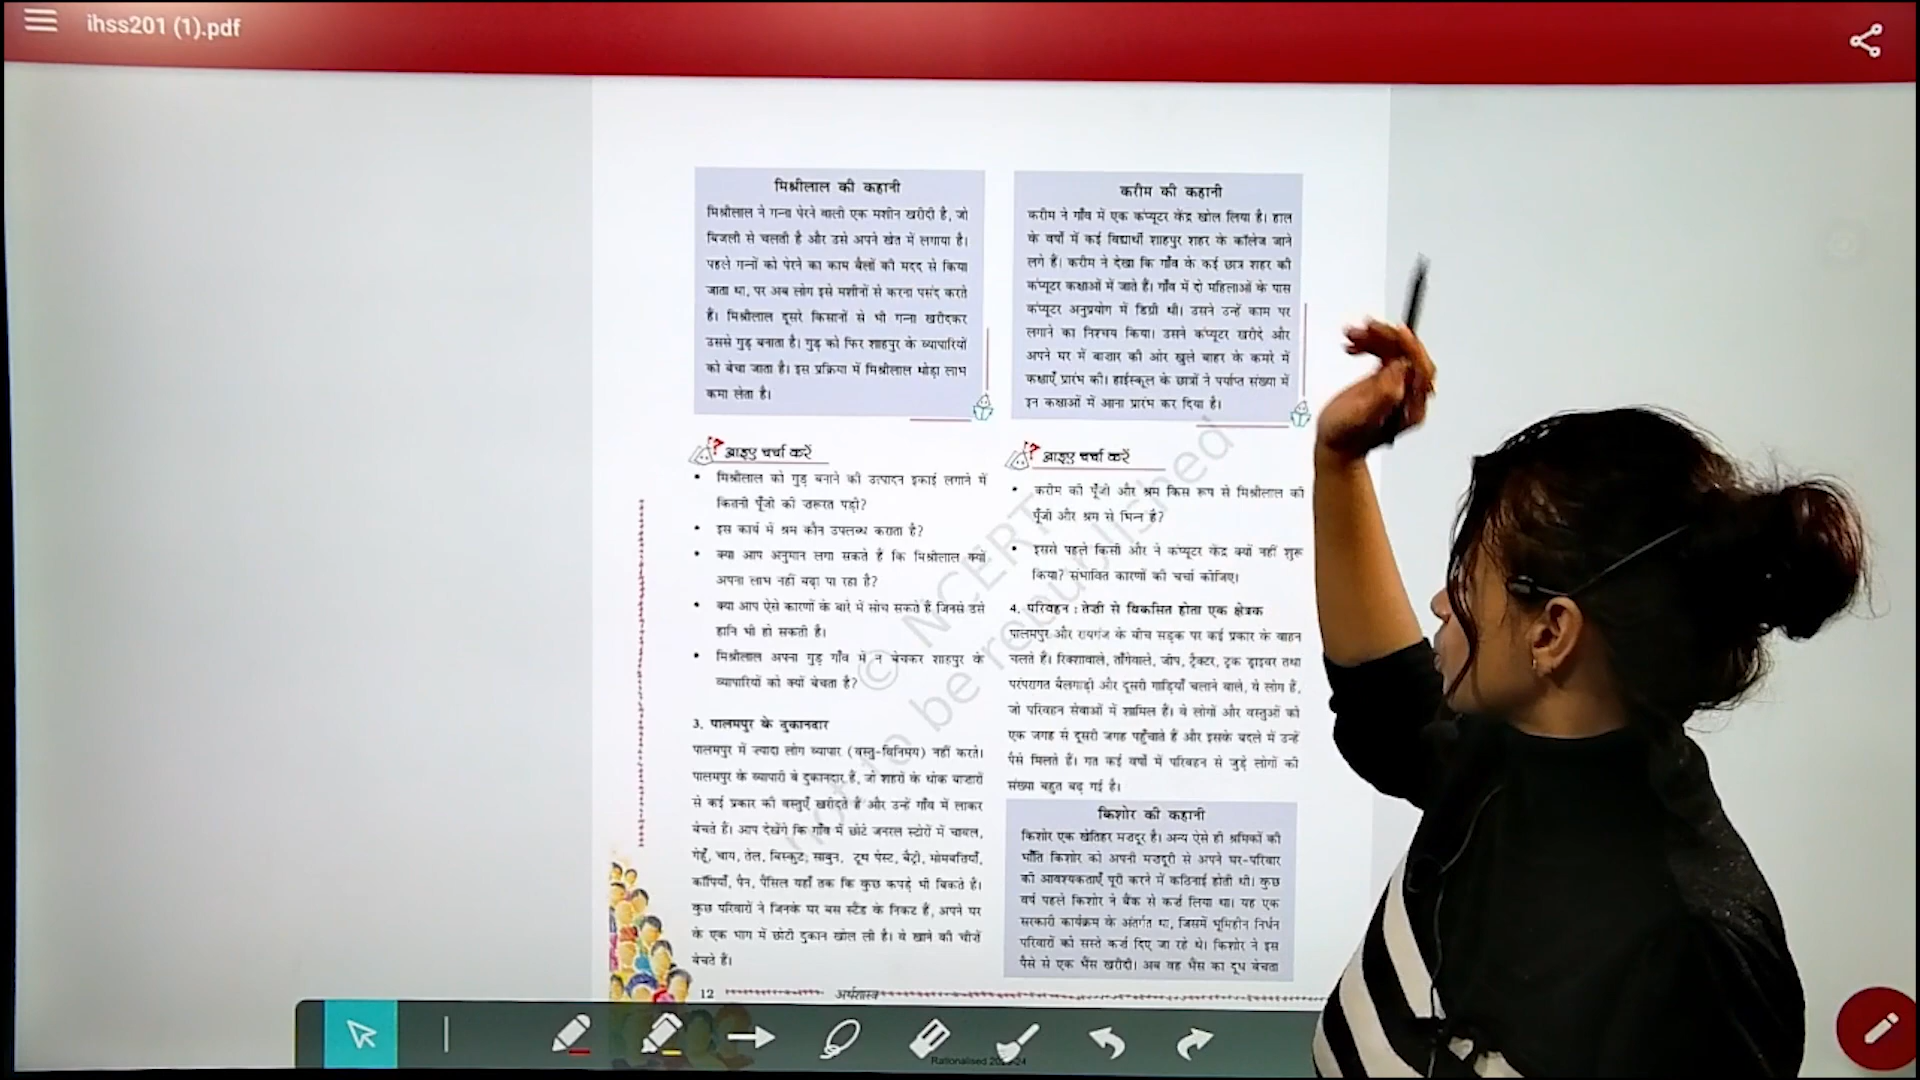 ihss201 (1).pdf
मिश्रीलाल की कहानी
मिश्रीलाल ने गन्ना पेरने वाली एक मशीन खरीदी है, जो
बिजली से चलती है और उसे अपने खेत में लगाया है।
पहले गन्नों को पेरने का काम बैलों की मदद से किया
जाता था, पर अब लोग इसे मशीनों से करना पसंद करते
हैं। मिश्रीलाल दूसरे किसानों से भी गन्ना खरीदकर
उससे गुड़ बनाता है। गुड़ को फिर शाहपुर के व्यापारियों
को बेचा जाता है। इस प्रक्रिया में मिश्रीलाल थोड़ा लाभ
कमा लेता है।
आइए चर्चा करें
• मिश्रीलाल को गुड़ बनाने की उत्पादन इकाई लगाने में
कितनी पूँजी की ज़रूरत पड़ी?
• इस कार्य में श्रम कौन उपलब्ध कराता है?
• क्या आप अनुमान लगा सकते हैं कि मिश्रीलाल क्यों
अपना लाभ नहीं बढ़ा पा रहा है?
• क्या आप ऐसे कारणों के बारे में सोच सकते हैं जिनसे उसे
हानि भी हो सकती है।
• मिश्रीलाल अपना गुड़ गाँव में न बेचकर शाहपुर के
व्यापारियों को क्यों बेचता है?
3. पालमपुर के दुकानदार
पालमपुर में ज्यादा लोग व्यापार (वस्तु-विनिमय) नहीं करते।
पालमपुर के व्यापारी वे दुकानदार हैं, जो शहरों के थोक बाज़ारों
से कई प्रकार की वस्तुएँ खरीदते हैं और उन्हें गाँव में लाकर
बेचते हैं। आप देखेंगे कि गाँव में छोटे जनरल स्टोरों में चावल,
गेहूँ, चाय, तेल, बिस्कुट, साबुन, टूथ पेस्ट, बैट्री, मोमबत्तियाँ,
कॉपियाँ, पैन, पैंसिल यहाँ तक कि कुछ कपड़े भी बिकते हैं।
कुछ परिवारों ने जिनके घर बस स्टैंड के निकट हैं, अपने घर
के एक भाग में छोटी दुकान खोल ली है। वे खाने की चीजों
बेचते हैं।
12 अर्थशास्त्र
करीम की कहानी
करीम ने गाँव में एक कंप्यूटर केंद्र खोल लिया है। हाल
के वर्षों में कई विद्यार्थी शाहपुर शहर के कॉलेज जाने
लगे हैं। करीम ने देखा कि गाँव के कई छात्र शहर की
कंप्यूटर कक्षाओं में जाते हैं। गाँव में दो महिलाओं के पास
कंप्यूटर अनुप्रयोग में डिग्री थी। उसने उन्हें काम पर
लगाने का निश्चय किया। उसने कंप्यूटर खरीदे और
अपने घर में बाज़ार की ओर खुले बाहर के कमरे में
कक्षाएँ प्रारंभ की। हाईस्कूल के छात्रों ने पर्याप्त संख्या में
इन कक्षाओं में आना प्रारंभ कर दिया है।
आइए चर्चा करें
• करीम की पूँजी और श्रम किस रूप से मिश्रीलाल की
पूँजी और श्रम से भिन्न है?
• इससे पहले किसी और ने कंप्यूटर केंद्र क्यों नहीं शुरू
किया? संभावित कारणों की चर्चा कीजिए।
4. परिवहन : तेज़ी से विकसित होता एक क्षेत्रक
पालमपुर और रायगंज के बीच सड़क पर कई प्रकार के वाहन
चलते हैं। रिक्शावाले, ताँगेवाले, जीप, ट्रैक्टर, ट्रक ड्राइवर तथा
परंपरागत बैलगाड़ी और दूसरी गाड़ियाँ चलाने वाले, ये लोग हैं,
जो परिवहन सेवाओं में शामिल हैं। वे लोगों और वस्तुओं को
एक जगह से दूसरी जगह पहुँचाते हैं और इसके बदले में उन्हें
पैसे मिलते हैं। गत कई वर्षों में परिवहन से जुड़े लोगों की
संख्या बहुत बढ़ गई है।
किशोर की कहानी
किशोर एक खेतिहर मज़दूर है। अन्य ऐसे ही श्रमिकों की
भाँति किशोर को अपनी मज़दूरी से अपने घर-परिवार
की आवश्यकताएँ पूरी करने में कठिनाई होती थी। कुछ
वर्ष पहले किशोर ने बैंक से कर्ज़ लिया था। यह एक
सरकारी कार्यक्रम के अंतर्गत था, जिसमें भूमिहीन निर्धन
परिवारों को सस्ते कर्ज़ दिए जा रहे थे। किशोर ने इस
पैसे से एक भैंस खरीदी। अब वह भैंस का दूध बेचता
© NCERT
not to be republished
Rationalised